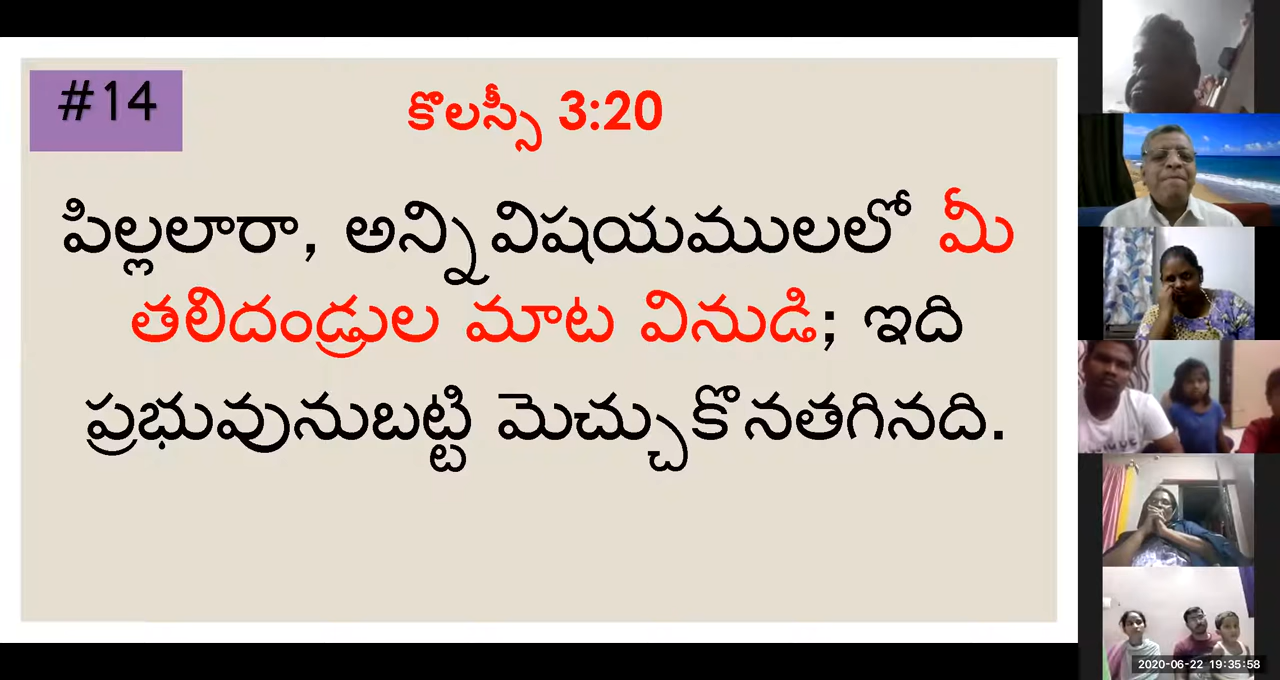 #14
కొలస్సీ 3:20
పిల్లలారా, అన్ని విషయములలో మీ
తలిదండ్రుల మాట వినుడి; ఇది
ప్రభువునుబట్టి మెచ్చుకొనతగినది.
2020-06-22 19:35:58